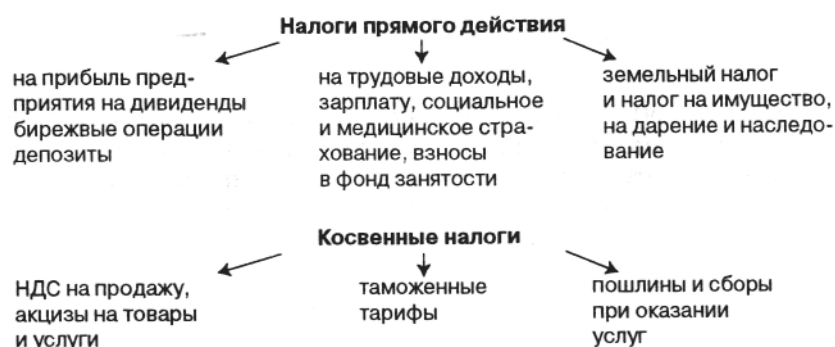 Налоги прямого действия
на прибыль пред-
приятия на дивиденды
бирежвые операции
депозиты
на трудовые доходы,
зарплату, социальное
и медицинское стра-
хование, взносы
в фонд занятости
земельный налог
и налог на имущество,
на дарение и наследо-
вание
Косвенные налоги
НДС на продажу,
акцизы на товары
и услуги
таможенные
тарифы
пошлины и сборы
при оказании
услуг